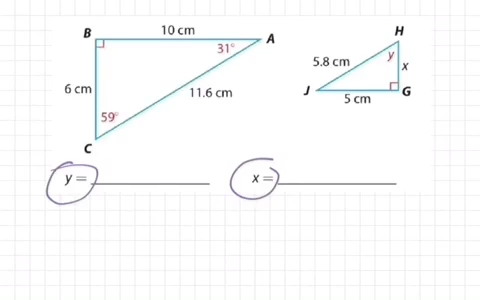 10 cm
B
A
31°
6 cm
11.6 cm
59°
C
H
y
5.8 cm
x
J
G
5 cm
y =
x =